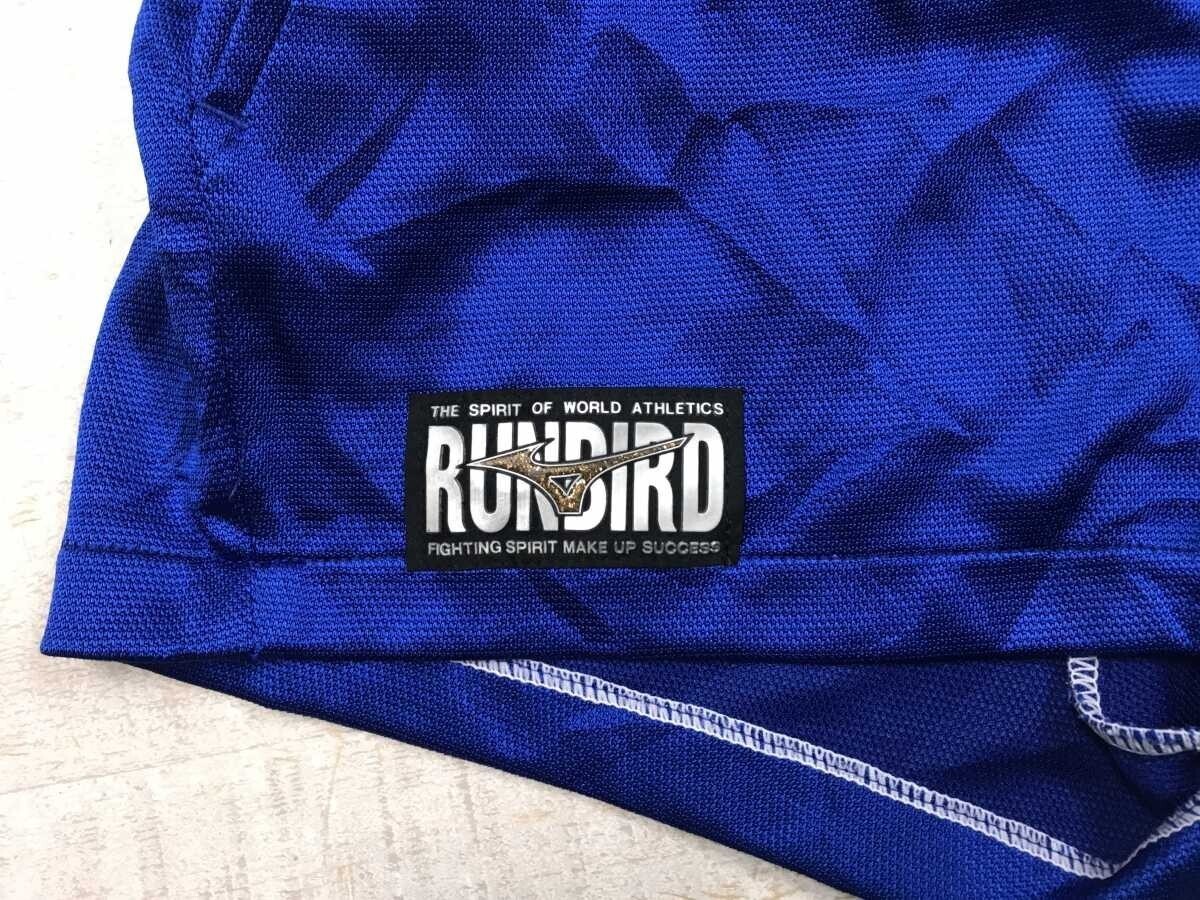 THE SPIRIT OF WORLD ATHLETICS
RUNBIRD
FIGHTING SPIRIT MAKE UP SUCCESS